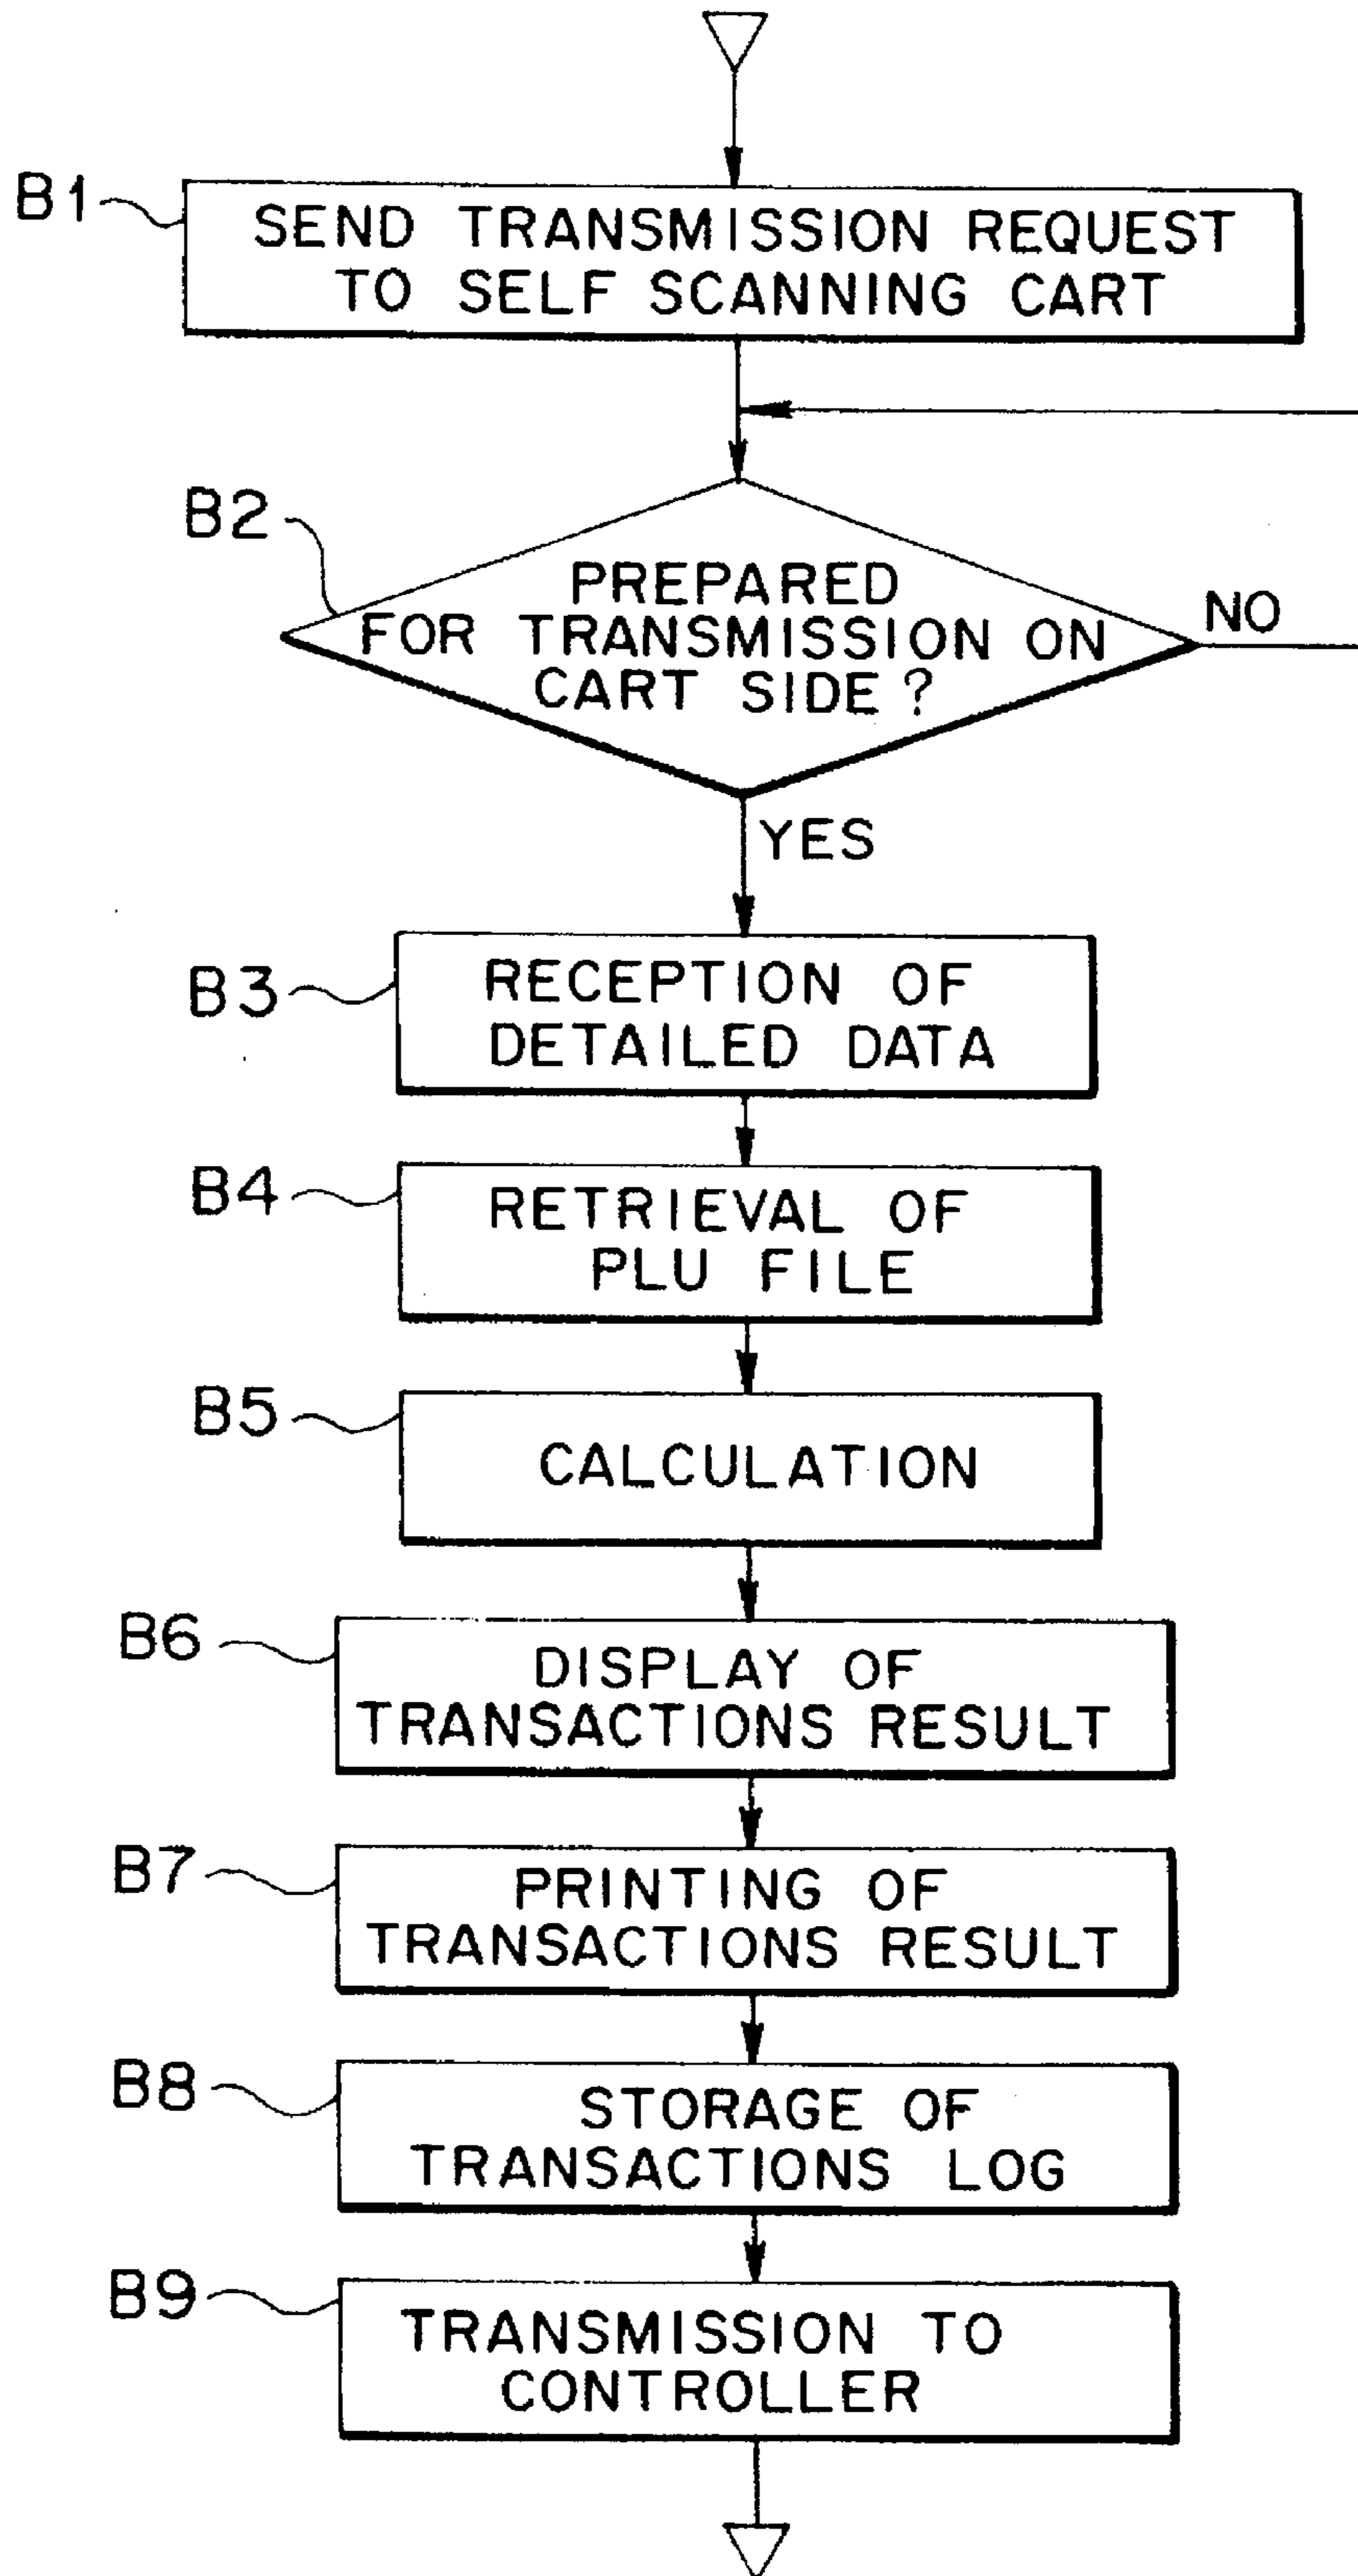 B1
SEND TRANSMISSION REQUEST
TO SELF SCANNING CART
B2
PREPARED
FOR TRANSMISSION ON
CART SIDE?
NO
YES
B3
RECEPTION OF
DETAILED DATA
B4
RETRIEVAL OF
PLU FILE
B5
CALCULATION
B6
DISPLAY OF
TRANSACTIONS RESULT
B7
PRINTING OF
TRANSACTIONS RESULT
B8
STORAGE OF
TRANSACTIONS LOG
B9
TRANSMISSION TO
CONTROLLER